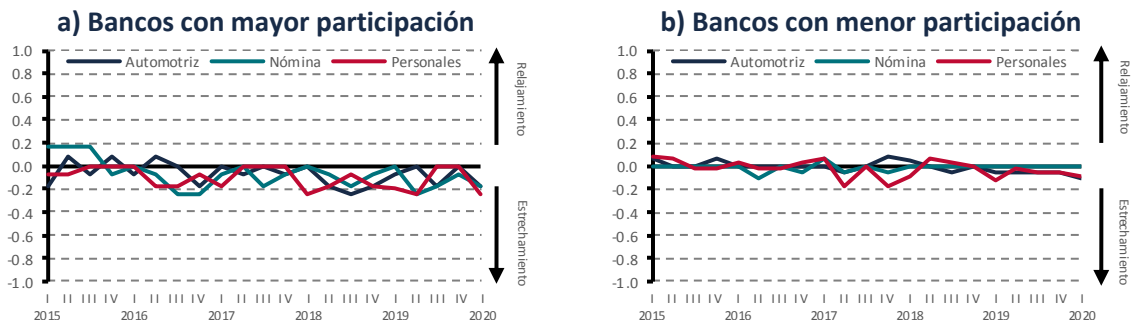 a) Bancos con mayor participación
1.0
0.8
0.6
0.4
0.2
0.0
-0.2
-0.4
-0.6
-0.8
-1.0
Automotriz Nómina Personales
Relajamiento
Estrechamiento
I II III IV I II III IV I II III IV I II III IV I II III IV I
2015 2016 2017 2018 2019 2020
b) Bancos con menor participación
1.0
0.8
0.6
0.4
0.2
0.0
-0.2
-0.4
-0.6
-0.8
-1.0
Automotriz Nómina Personales
Relajamiento
Estrechamiento
I II III IV I II III IV I II III IV I II III IV I II III IV I
2015 2016 2017 2018 2019 2020